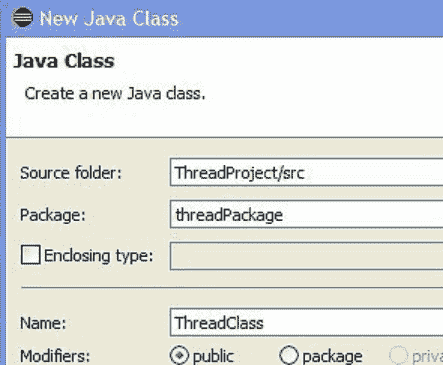 New Java Class
Java Class
Create a new Java class.
Source folder: ThreadProject/src
Package: threadPackage
Enclosing type:
Name: ThreadClass
Modifiers: public package priva